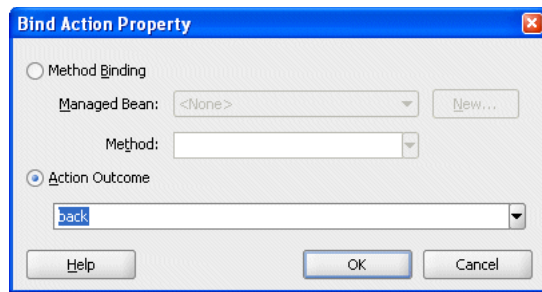 Bind Action Property
Method Binding
Managed Bean: <None> New...
Method:
Action Outcome
back
Help OK Cancel